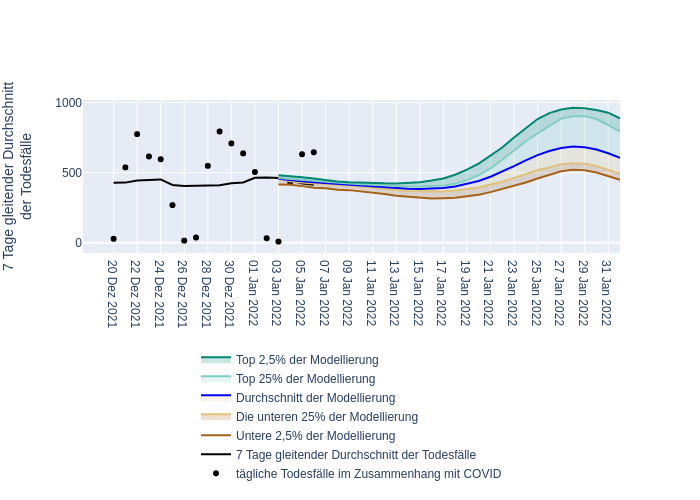 7 Tage gleitender Durchschnitt
der Todesfälle
1000
500
0
20 Dez 2021
22 Dez 2021
24 Dez 2021
26 Dez 2021
28 Dez 2021
30 Dez 2021
01 Jan 2022
03 Jan 2022
05 Jan 2022
07 Jan 2022
09 Jan 2022
11 Jan 2022
13 Jan 2022
15 Jan 2022
17 Jan 2022
19 Jan 2022
21 Jan 2022
23 Jan 2022
25 Jan 2022
27 Jan 2022
29 Jan 2022
31 Jan 2022
Top 2,5% der Modellierung
Top 25% der Modellierung
Durchschnitt der Modellierung
Die unteren 25% der Modellierung
Untere 2,5% der Modellierung
7 Tage gleitender Durchschnitt der Todesfälle
tägliche Todesfälle im Zusammenhang mit COVID